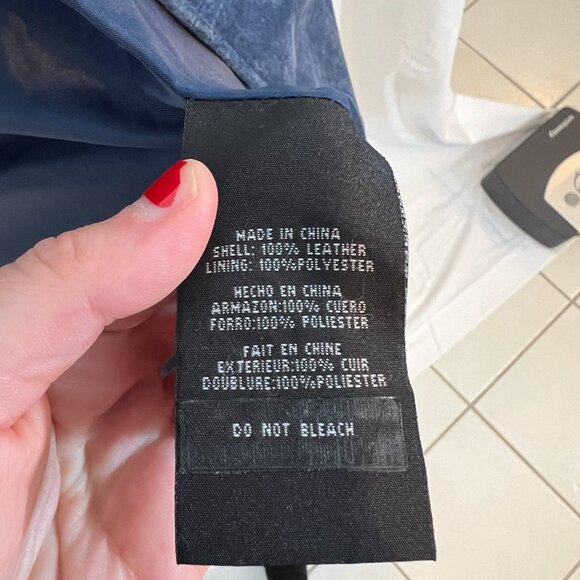 MADE IN CHINA
SHELL: 100% LEATHER
LINING: 100%POLYESTER
HECHO EN CHINA
ARMAZON:100% CUERO
FORRO:100% POLIESTER
FAIT EN CHINE
EXTERIEUR:100% CUIR
DOUBLURE:100%POLIESTER
DO NOT BLEACH